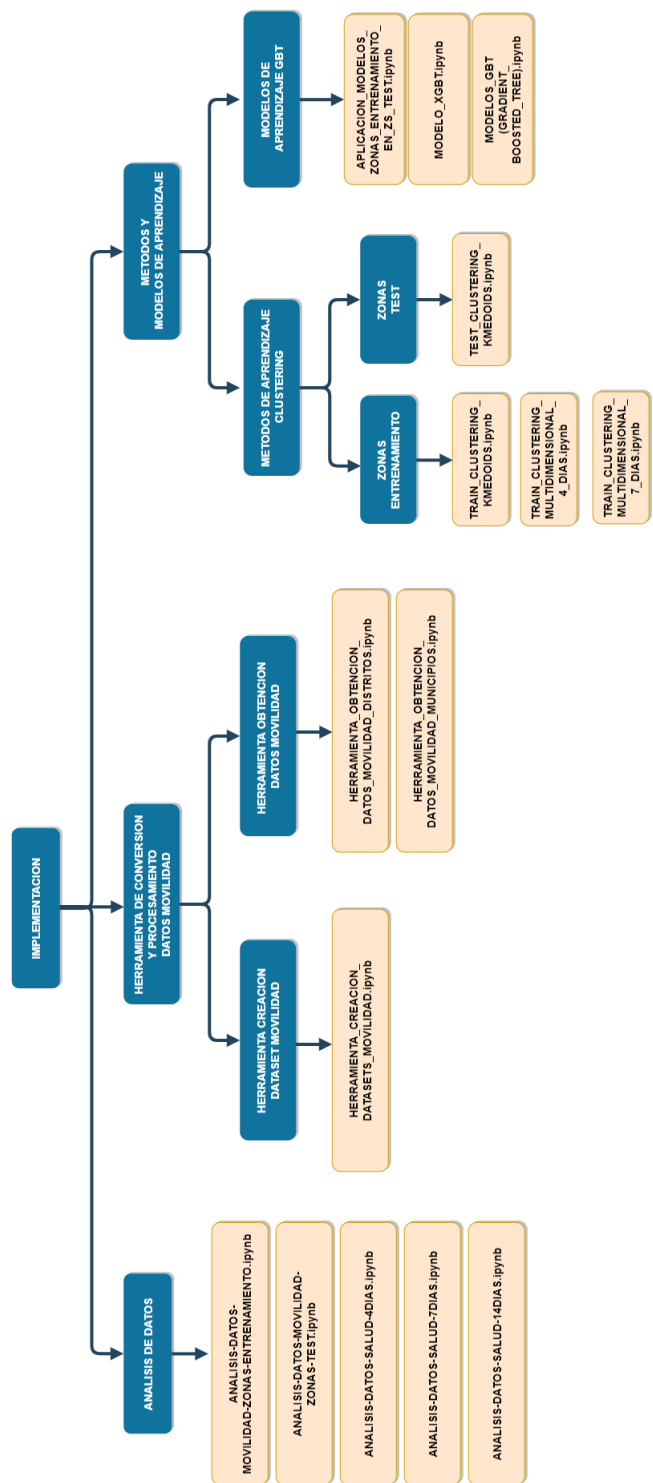 IMPLEMENTACION
ANALISIS DE DATOS
HERRAMIENTA DE CONVERSION
Y PROCESAMIENTO
DATOS MOVILIDAD
METODOS Y
MODELOS DE APRENDIZAJE
ANALISIS-DATOS-
MOVILIDAD-ZONAS-ENTRENAMIENTO.ipynb
ANALISIS-DATOS-MOVILIDAD-
ZONAS-TEST.ipynb
ANALISIS-DATOS-SALUD-4DIAS.ipynb
ANALISIS-DATOS-SALUD-7DIAS.ipynb
ANALISIS-DATOS-SALUD-14DIAS.ipynb
HERRAMIENTA CREACION
DATASET MOVILIDAD
HERRAMIENTA_CREACION_
DATASETS_MOVILIDAD.ipynb
HERRAMIENTA OBTENCION
DATOS MOVILIDAD
HERRAMIENTA_OBTENCION_
DATOS_MOVILIDAD_DISTRITOS.ipynb
HERRAMIENTA_OBTENCION_
DATOS_MOVILIDAD_MUNICIPIOS.ipynb
METODOS DE APRENDIZAJE
CLUSTERING
ZONAS
ENTRENAMIENTO
TRAIN_CLUSTERING_
KMEDOIDS.ipynb
TRAIN_CLUSTERING_
MULTIDIMENSIONAL_
4_DIAS.ipynb
TRAIN_CLUSTERING_
MULTIDIMENSIONAL_
7_DIAS.ipynb
ZONAS
TEST
TEST_CLUSTERING_
KMEDOIDS.ipynb
MODELOS DE
APRENDIZAJE GBT
APLICACION_MODELOS_
ZONAS_ENTRENAMIENTO_
EN_ZS_TEST.ipynb
MODELO_XGBT.ipynb
MODELOS_GBT
(GRADIENT_
BOOSTED_TREE).ipynb